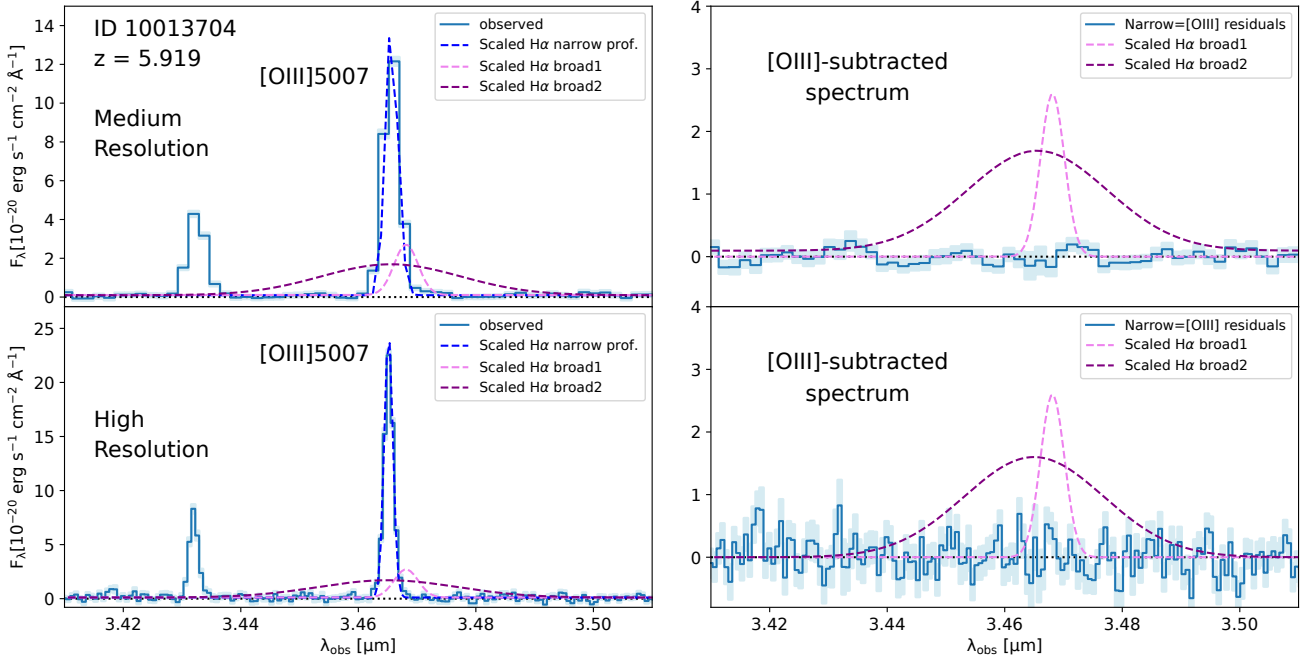 14
12
10
8
6
4
2
0
F_λ[10⁻²⁰ erg s⁻¹ cm⁻² Å⁻¹]
ID 10013704
z = 5.919
Medium
Resolution
[OIII]5007
observed
Scaled Hα narrow prof.
Scaled Hα broad1
Scaled Hα broad2
4
3
2
1
0
[OIII]-subtracted
spectrum
Narrow=[OIII] residuals
Scaled Hα broad1
Scaled Hα broad2
25
20
15
10
5
0
F_λ[10⁻²⁰ erg s⁻¹ cm⁻² Å⁻¹]
High
Resolution
[OIII]5007
observed
Scaled Hα narrow prof.
Scaled Hα broad1
Scaled Hα broad2
3.42 3.44 3.46 3.48 3.50
λ_obs [μm]
4
3
2
1
0
[OIII]-subtracted
spectrum
Narrow=[OIII] residuals
Scaled Hα broad1
Scaled Hα broad2
3.42 3.44 3.46 3.48 3.50
λ_obs [μm]